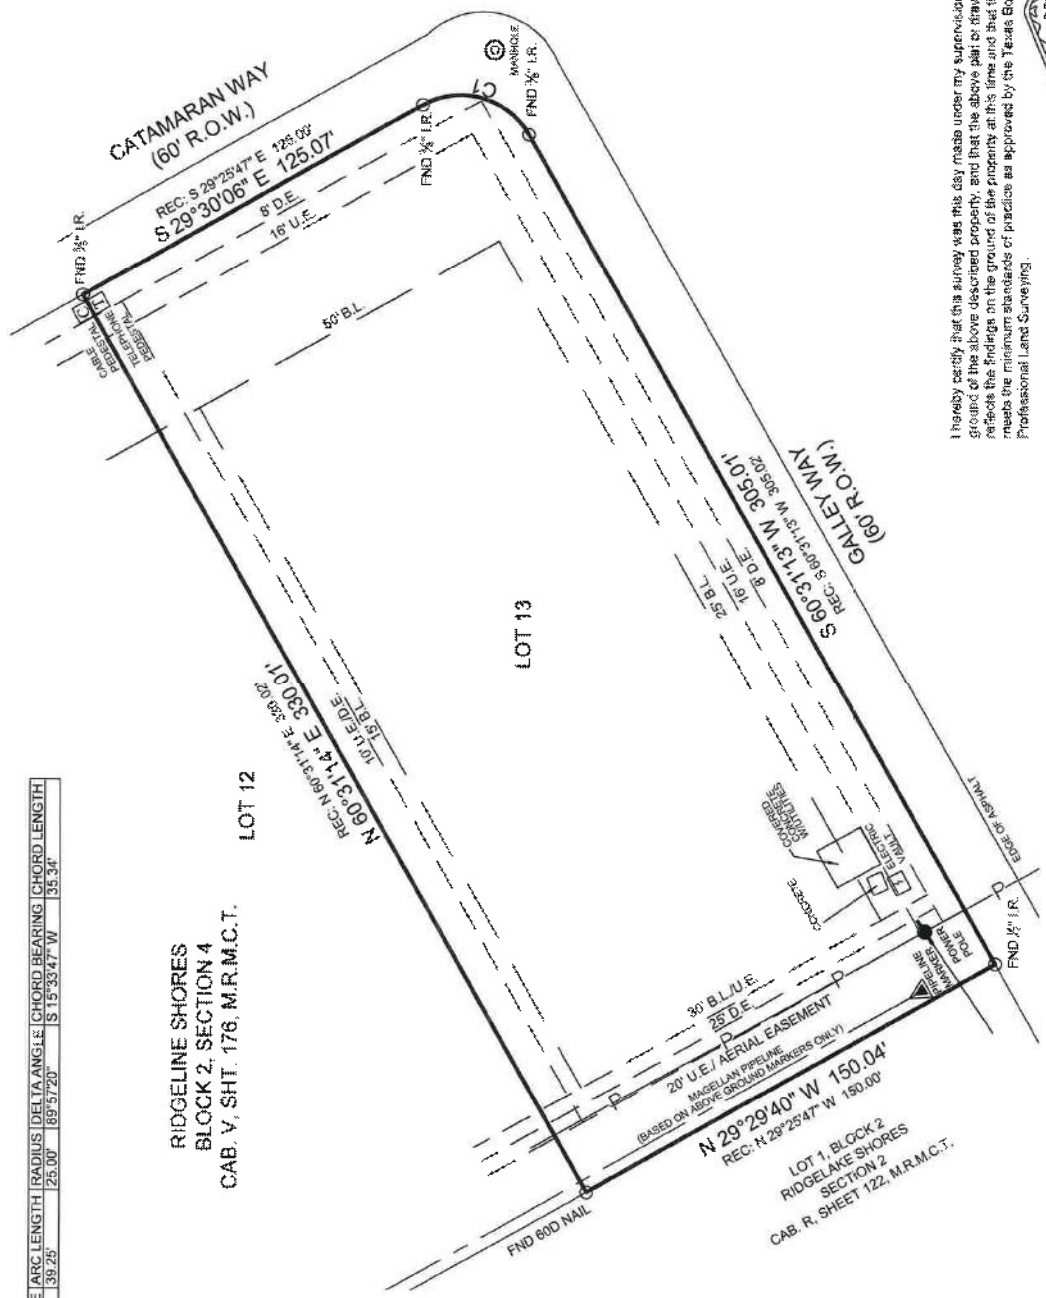 E | ARC LENGTH | RADIUS | DELTA ANGLE | CHORD BEARING | CHORD LENGTH
39.25' | 25.00' | 89°57'20" | S 15°33'47" W | 35.34'
RIDGELINE SHORES
BLOCK 2, SECTION 4
CAB. V, SHT. 176, M.R.M.C.T.
LOT 12
CATAMARAN WAY
(60' R.O.W.)
REC: S 29°25'47" E 125.00'
S 29°30'06" E 125.07'
8' D.E.
16' U.E.
50' B.L.
FND ⅝" I.R.
C
T
CABLE
PEDESTAL
TELEPHONE
PEDESTAL
FND ⅝" I.R.
C1
MANHOLE
FND ⅝" I.R.
REC: N 60°31'14" E 330.02'
N 60°31'14" E 330.01'
10' U.E./D.E.
15' B.L.
LOT 13
25' B.L.
16' U.E.
8' D.E.
S 60°31'13" W 305.01'
REC: S 60°31'13" W 305.02'
GALLEY WAY
(60' R.O.W.)
COVERED
CONCRETE
W/UTILITIES
CONCRETE
ELECTRIC
VAULT
EDGE OF ASPHALT
30' B.L./U.E.
25' D.E.
P
P
P
P
20' U.E./ AERIAL EASEMENT
MAGELLAN PIPELINE
(BASED ON ABOVE GROUND MARKERS ONLY)
PIPELINE
MARKER
POWER
POLE
FND ½" I.R.
N 29°29'40" W 150.04'
REC: N 29°25'47" W 150.00'
FND 60D NAIL
LOT 1, BLOCK 2
RIDGELAKE SHORES
SECTION 2
CAB. R, SHEET 122, M.R.M.C.T.
I hereby certify that this survey was this day made under my supervision
ground of the above described property, and that the above plat or draw
reflects the findings on the ground of the property at this time and that t
meets the minimum standards of practice as approved by the Texas Bo
Professional Land Surveying.